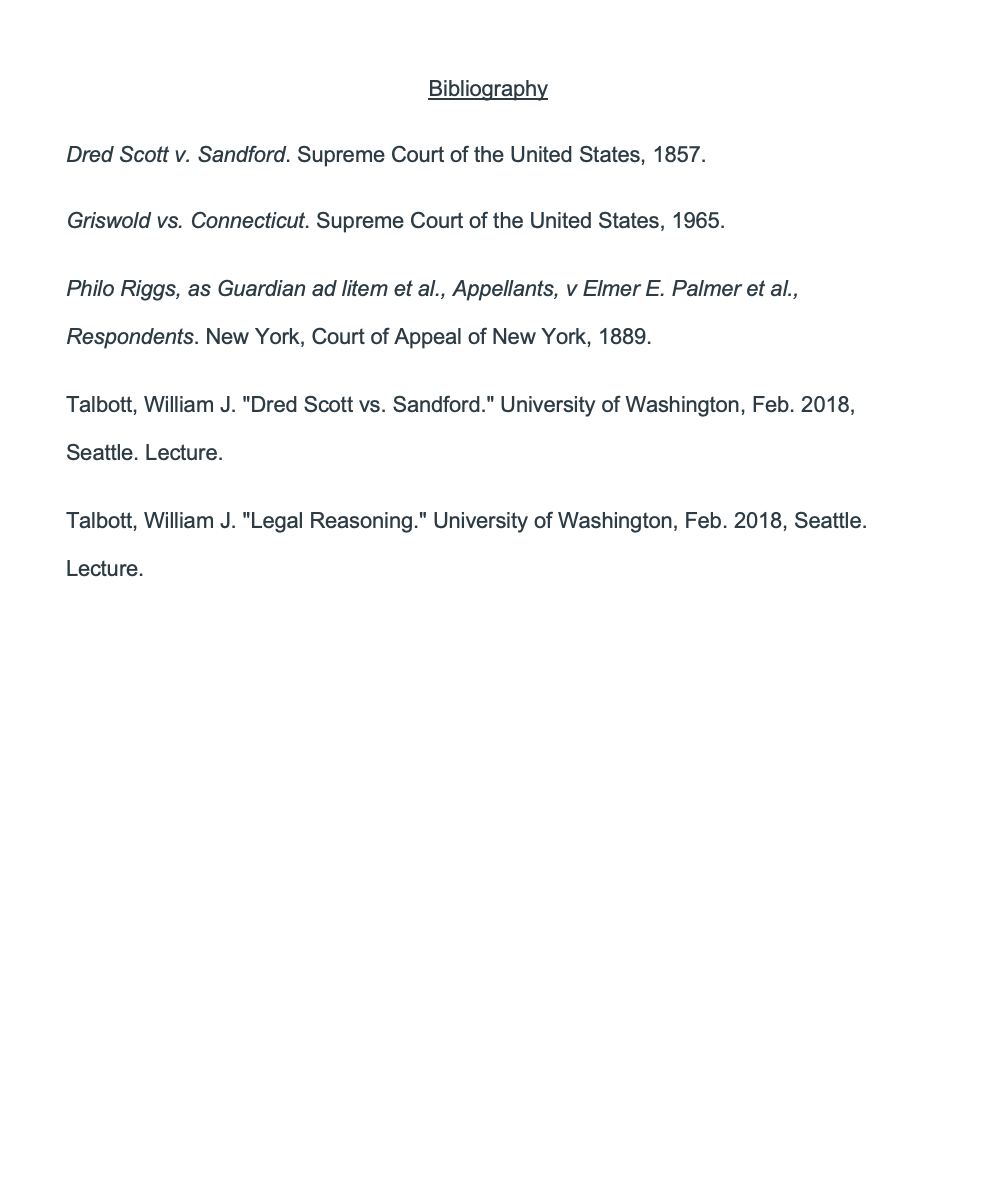 Bibliography
Dred Scott v. Sandford. Supreme Court of the United States, 1857.
Griswold vs. Connecticut. Supreme Court of the United States, 1965.
Philo Riggs, as Guardian ad litem et al., Appellants, v Elmer E. Palmer et al.,
Respondents. New York, Court of Appeal of New York, 1889.
Talbott, William J. "Dred Scott vs. Sandford." University of Washington, Feb. 2018,
Seattle. Lecture.
Talbott, William J. "Legal Reasoning." University of Washington, Feb. 2018, Seattle.
Lecture.